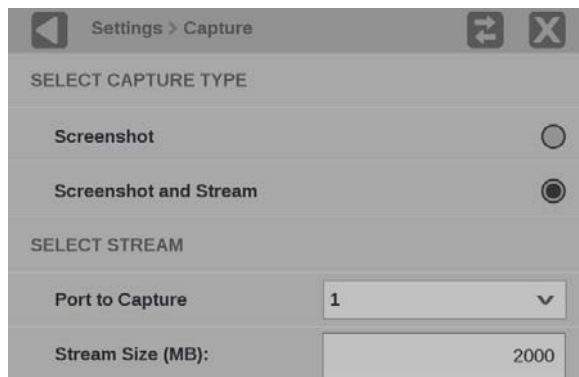 Settings > Capture
SELECT CAPTURE TYPE
Screenshot
Screenshot and Stream
SELECT STREAM
Port to Capture 1
Stream Size (MB): 2000